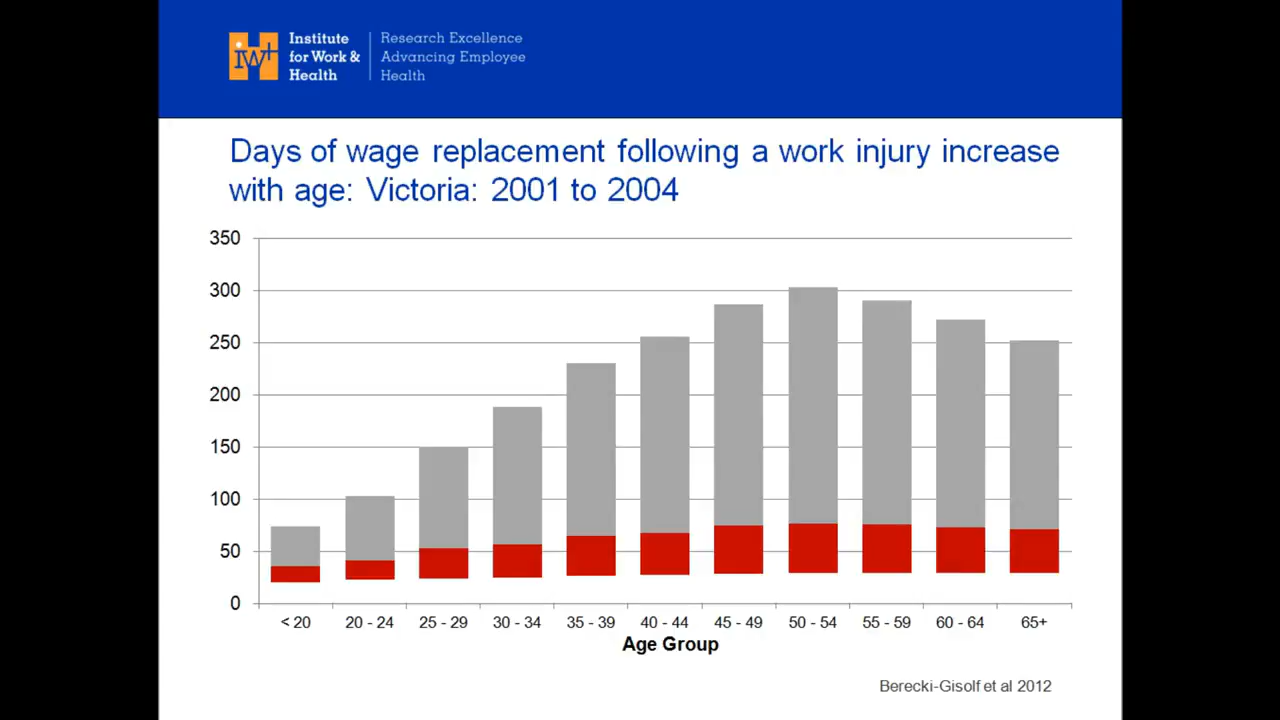 IWH
Institute
for Work &
Health
Research Excellence
Advancing Employee
Health
Days of wage replacement following a work injury increase
with age: Victoria: 2001 to 2004
350
300
250
200
150
100
50
0
< 20 20 - 24 25 - 29 30 - 34 35 - 39 40 - 44 45 - 49 50 - 54 55 - 59 60 - 64 65+
Age Group
Berecki-Gisolf et al 2012